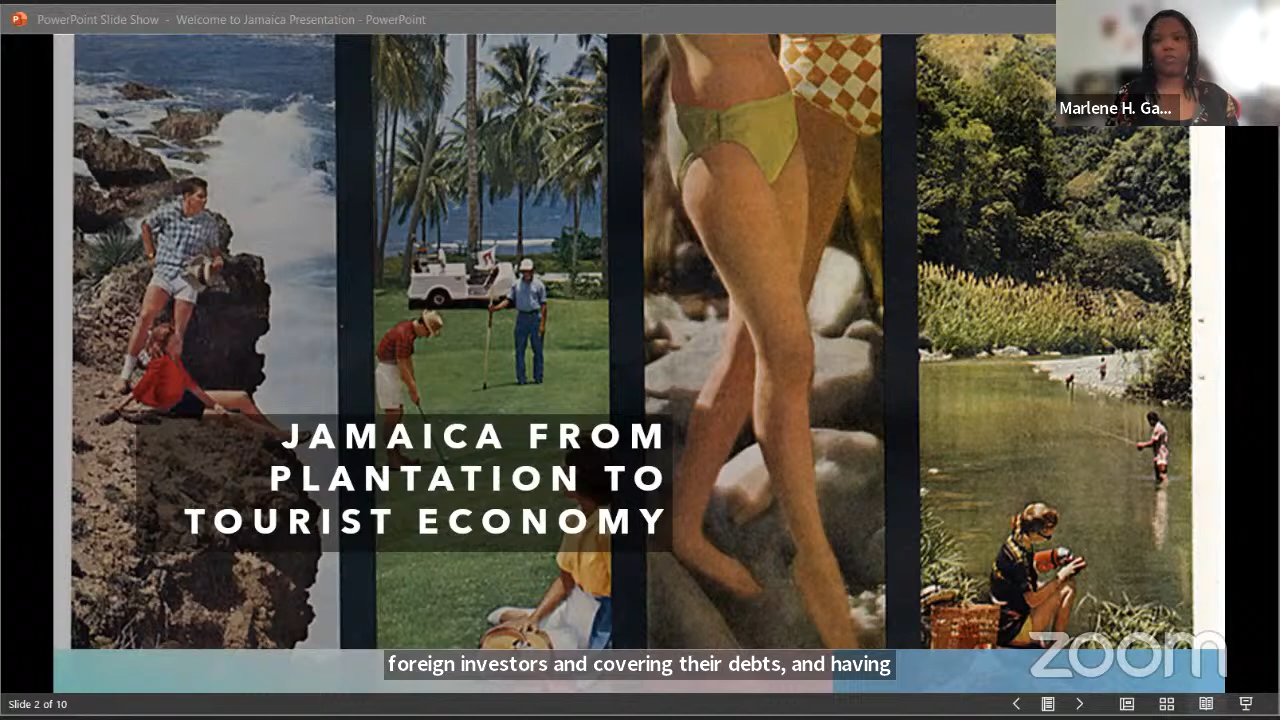 PowerPoint Slide Show - Welcome to Jamaica Presentation - PowerPoint
Marlene H. Ga...
JAMAICA FROM
PLANTATION TO
TOURIST ECONOMY
foreign investors and covering their debts, and having
zoom
Slide 2 of 10